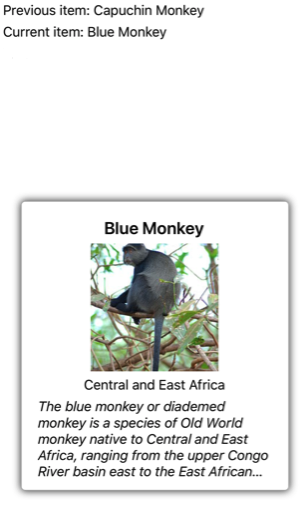 Previous item: Capuchin Monkey
Current item: Blue Monkey
Blue Monkey
Central and East Africa
The blue monkey or diademed
monkey is a species of Old World
monkey native to Central and East
Africa, ranging from the upper Congo
River basin east to the East African...